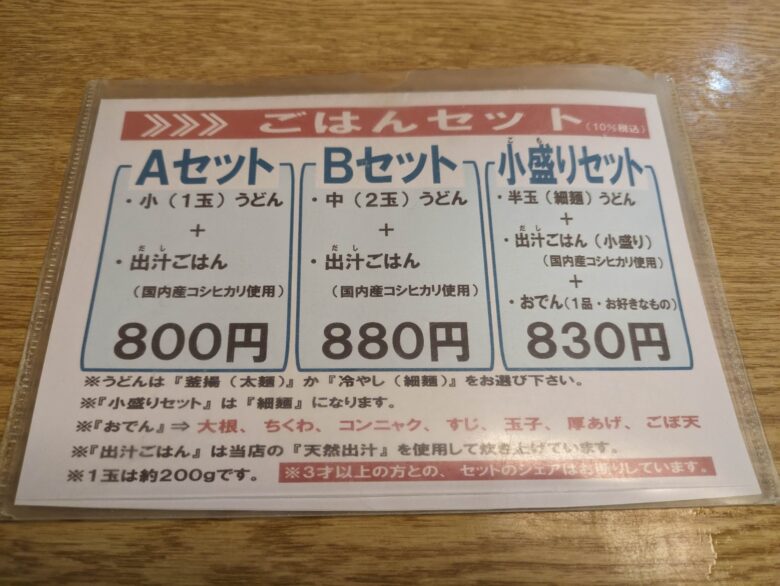 >>> ごはんセット (10%税込)
Aセット
・小(1玉)うどん
+
・出汁ごはん
だし
(国内産コシヒカリ使用)
800円
Bセット
・中(2玉)うどん
+
・出汁ごはん
だし
(国内産コシヒカリ使用)
880円
小盛りセット
・半玉(細麺)うどん
+
・出汁ごはん(小盛り)
だし
(国内産コシヒカリ使用)
+
・おでん(1品・お好きなもの)
830円
※うどんは『釜揚(太麺)』か『冷やし(細麺)』をお選び下さい。
※『小盛りセット』は『細麺』になります。
※『おでん』⇒ 大根、ちくわ、コンニャク、すじ、玉子、厚あげ、ごぼ天
※『出汁ごはん』は当店の『天然出汁』を使用して炊き上げています。
※1玉は約200gです。 ※3才以上の方との、セットのシェアはお断りしています。